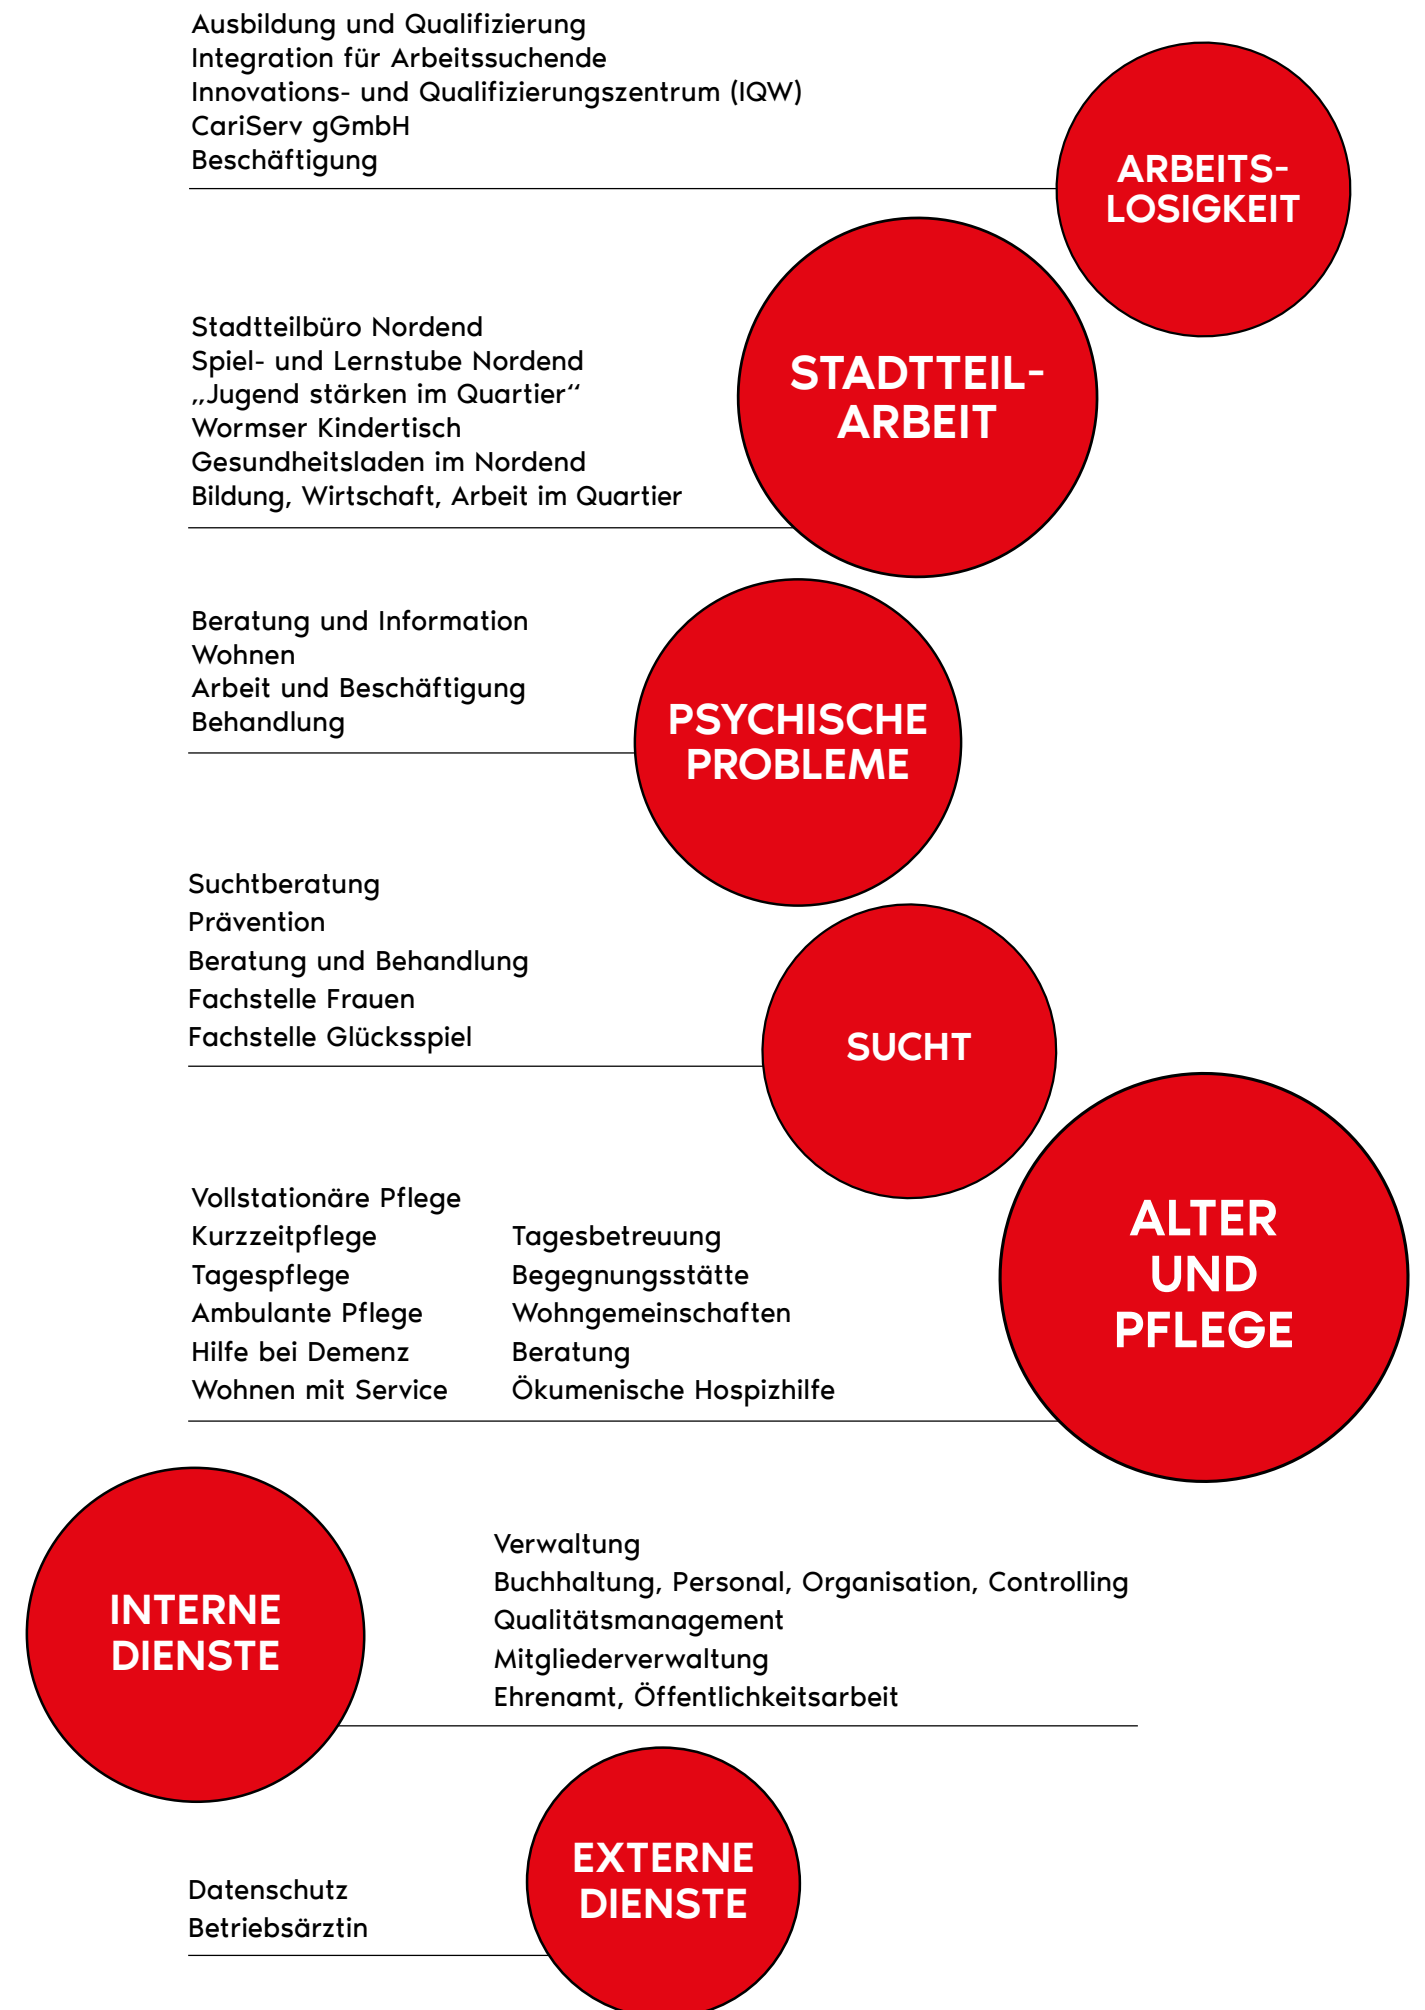 Ausbildung und Qualifizierung
Integration für Arbeitssuchende
Innovations- und Qualifizierungszentrum (IQW)
CariServ gGmbH
Beschäftigung
ARBEITS-
LOSIGKEIT
Stadtteilbüro Nordend
Spiel- und Lernstube Nordend
„Jugend stärken im Quartier“
Wormser Kindertisch
Gesundheitsladen im Nordend
Bildung, Wirtschaft, Arbeit im Quartier
STADTTEIL-
ARBEIT
Beratung und Information
Wohnen
Arbeit und Beschäftigung
Behandlung
PSYCHISCHE
PROBLEME
Suchtberatung
Prävention
Beratung und Behandlung
Fachstelle Frauen
Fachstelle Glücksspiel
SUCHT
Vollstationäre Pflege
Kurzzeitpflege
Tagespflege
Ambulante Pflege
Hilfe bei Demenz
Wohnen mit Service
Tagesbetreuung
Begegnungsstätte
Wohngemeinschaften
Beratung
Ökumenische Hospizhilfe
ALTER
UND
PFLEGE
INTERNE
DIENSTE
Verwaltung
Buchhaltung, Personal, Organisation, Controlling
Qualitätsmanagement
Mitgliederverwaltung
Ehrenamt, Öffentlichkeitsarbeit
Datenschutz
Betriebsärztin
EXTERNE
DIENSTE